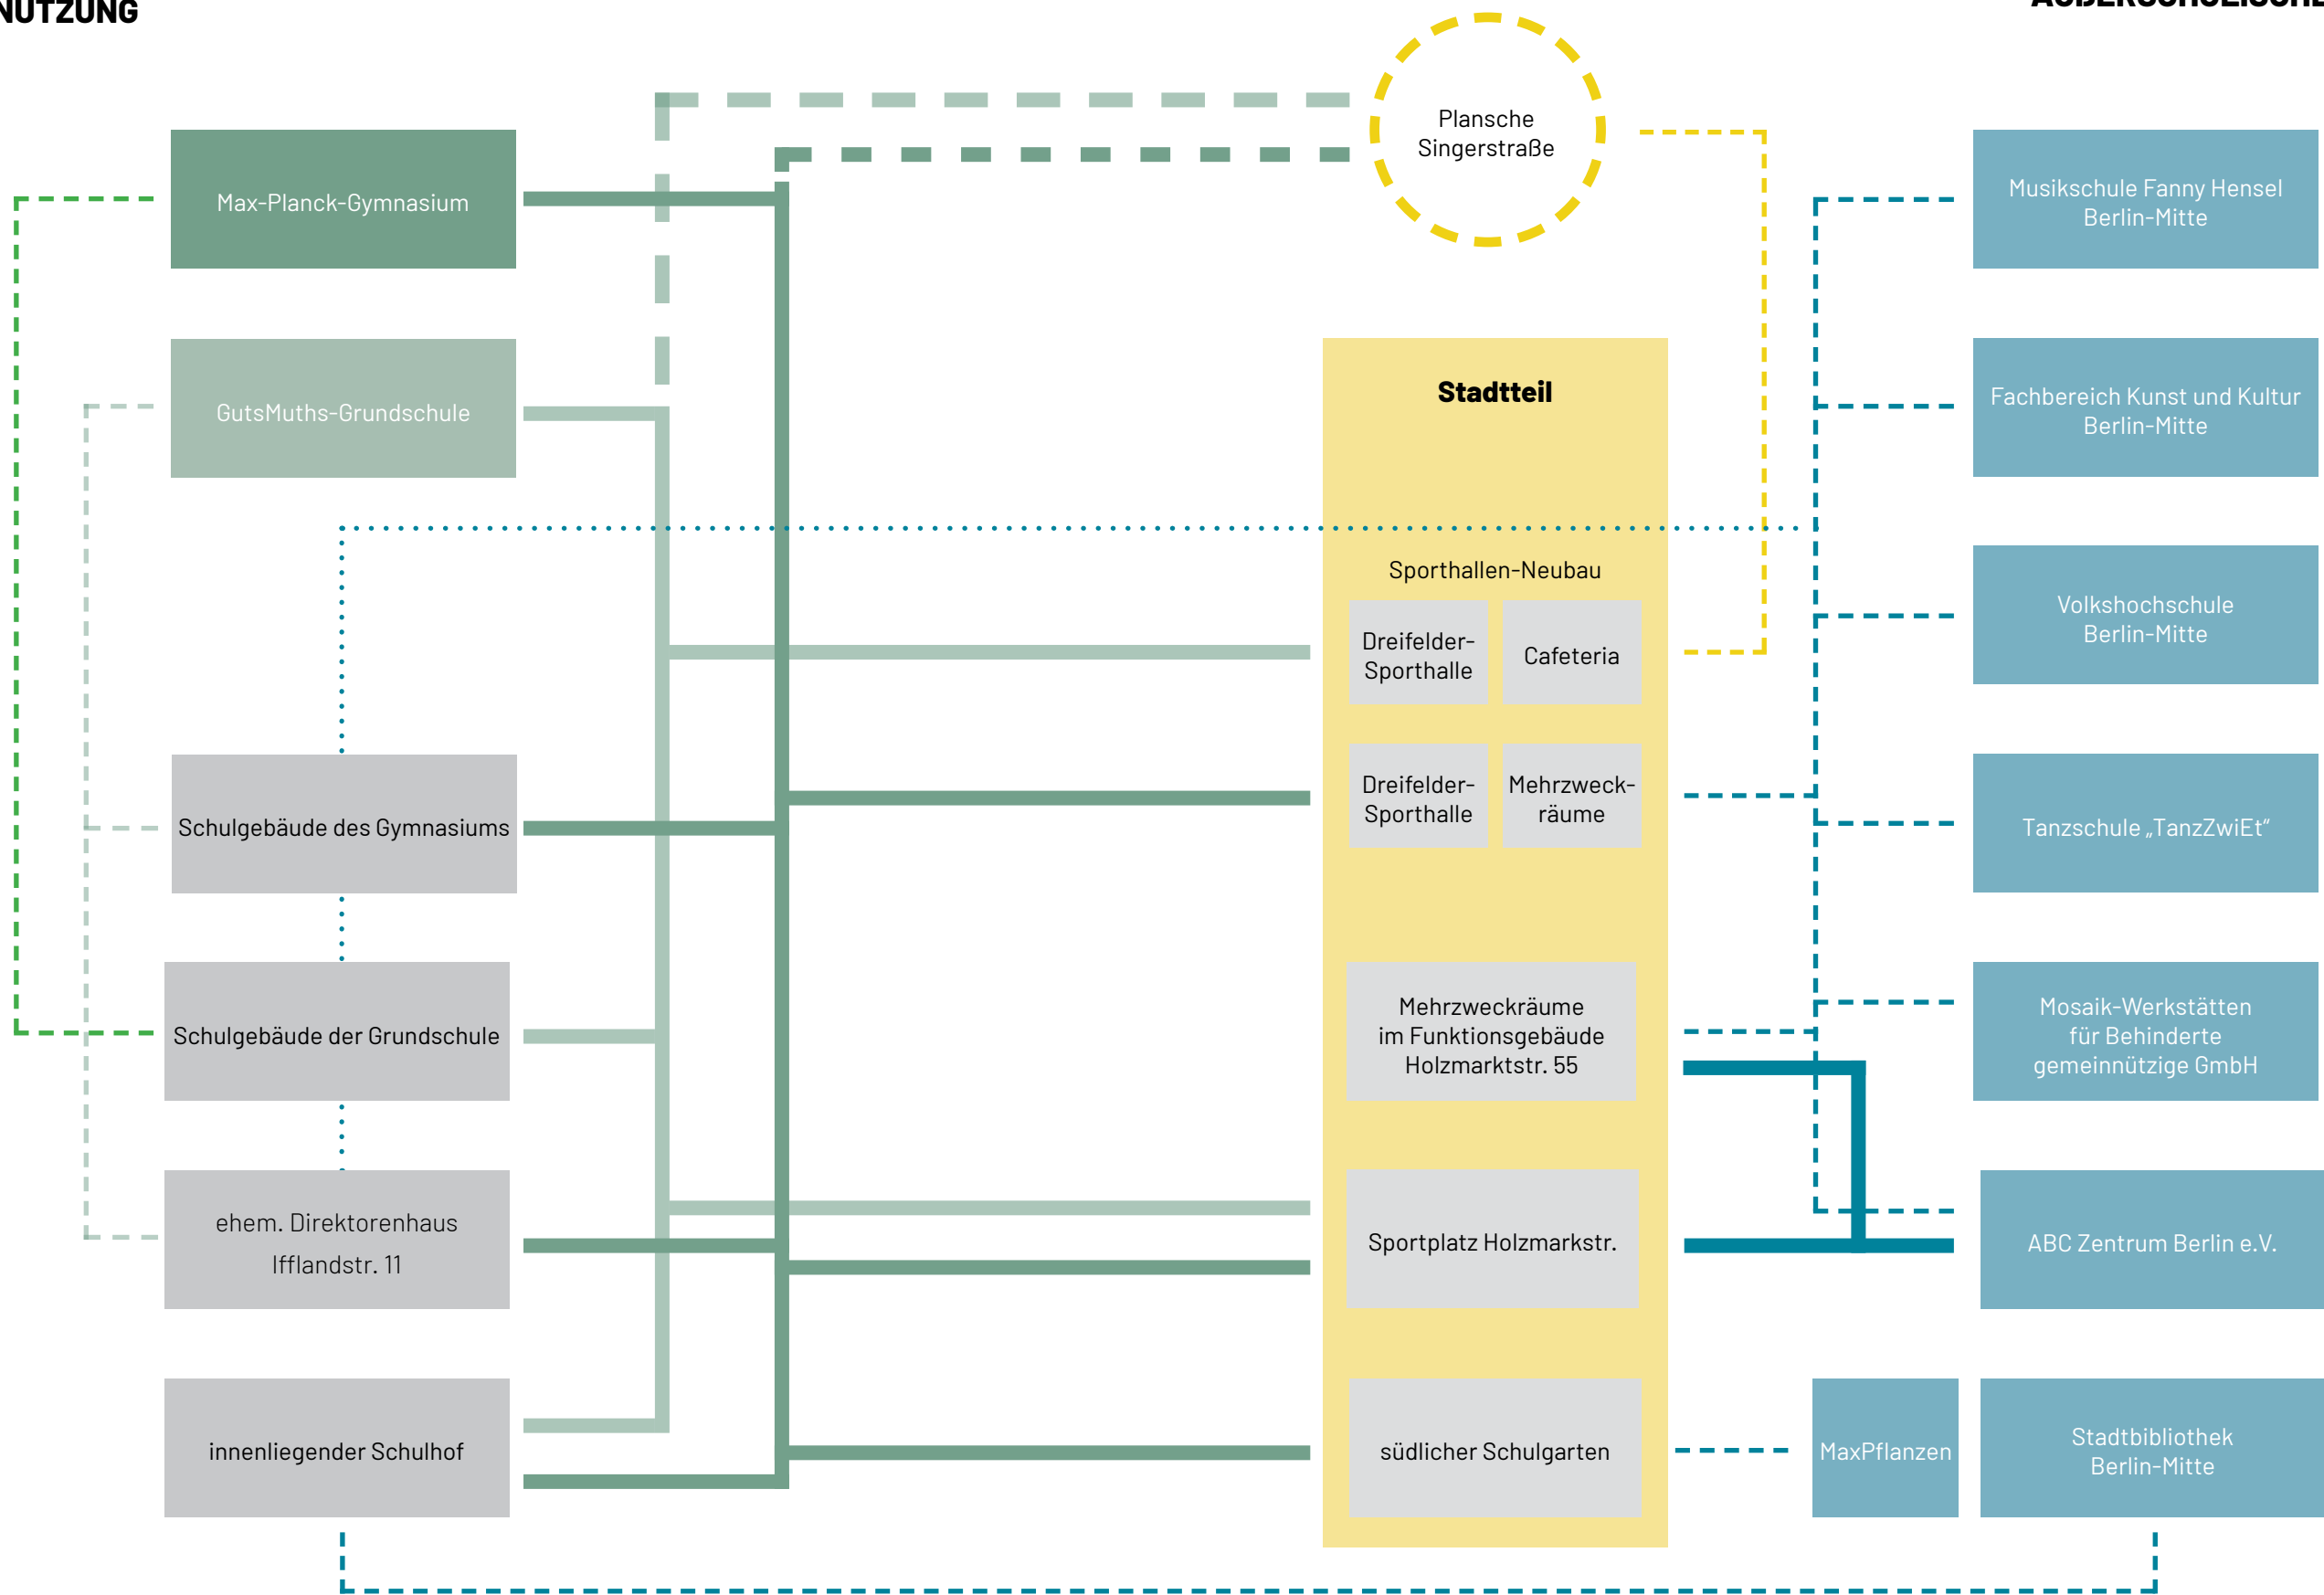 NUTZUNG
AUßERSCHULISCHE
Plansche
Singerstraße
Max-Planck-Gymnasium
GutsMuths-Grundschule
Schulgebäude des Gymnasiums
Schulgebäude der Grundschule
ehem. Direktorenhaus
Ifflandstr. 11
innenliegender Schulhof
Stadtteil
Sporthallen-Neubau
Dreifelder-
Sporthalle
Cafeteria
Dreifelder-
Sporthalle
Mehrzweck-
räume
Mehrzweckräume
im Funktionsgebäude
Holzmarktstr. 55
Sportplatz Holzmarkstr.
südlicher Schulgarten
Musikschule Fanny Hensel
Berlin-Mitte
Fachbereich Kunst und Kultur
Berlin-Mitte
Volkshochschule
Berlin-Mitte
Tanzschule „TanzZwiEt“
Mosaik-Werkstätten
für Behinderte
gemeinnützige GmbH
ABC Zentrum Berlin e.V.
MaxPflanzen
Stadtbibliothek
Berlin-Mitte